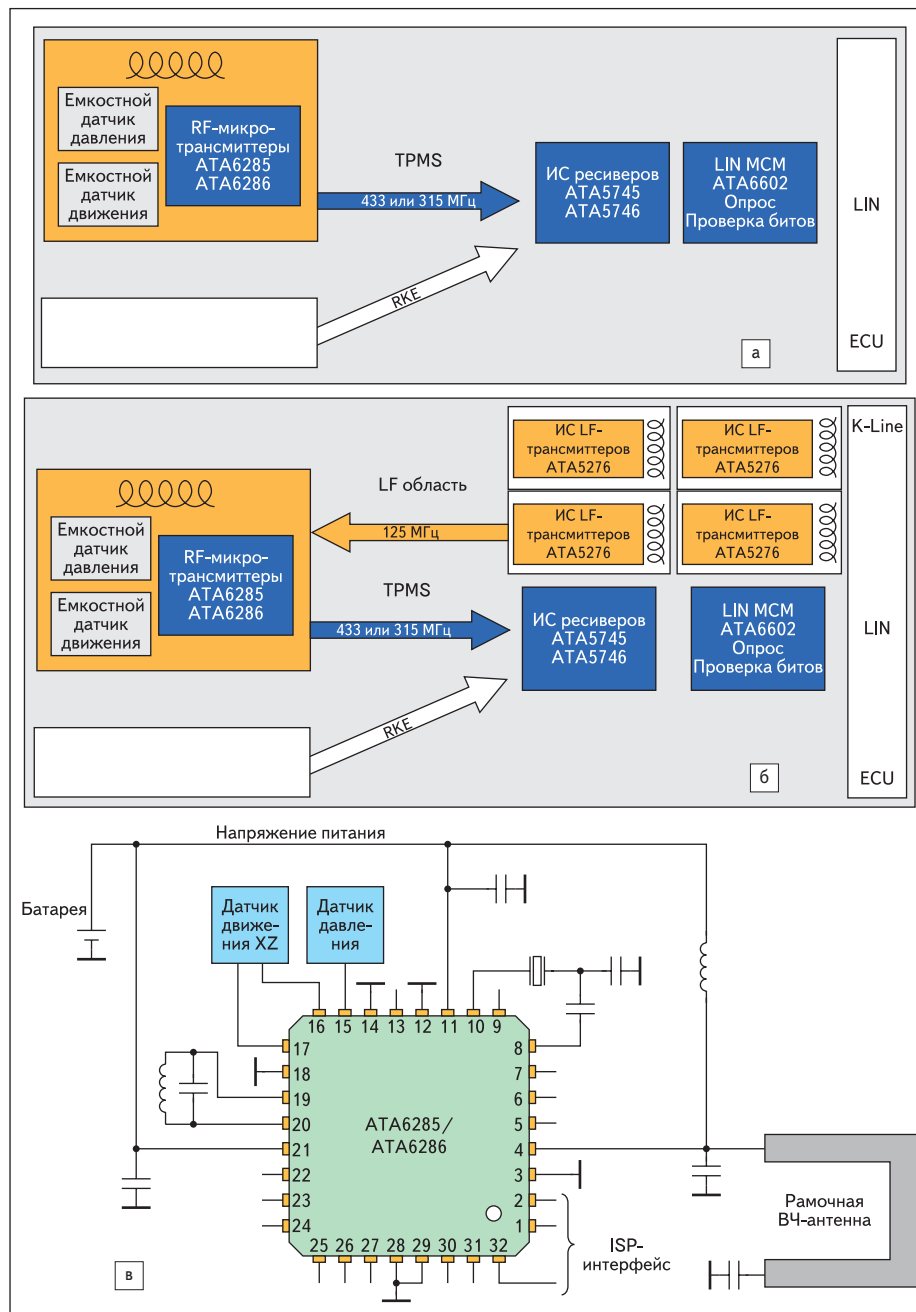 Емкостной
датчик
давления
Емкостной
датчик
движения
RF-микро-
трансмиттеры
ATA6285
ATA6286
TPMS
433 или 315 МГц
RKE
ИС ресиверов
ATA5745
ATA5746
LIN MCM
ATA6602
Опрос
Проверка битов
LIN
ECU
а
Емкостной
датчик
давления
Емкостной
датчик
движения
RF-микро-
трансмиттеры
ATA6285
ATA6286
LF область
125 МГц
TPMS
433 или 315 МГц
RKE
ИС LF-
трансмиттеров
ATA5276
ИС LF-
трансмиттеров
ATA5276
ИС LF-
трансмиттеров
ATA5276
ИС LF-
трансмиттеров
ATA5276
ИС ресиверов
ATA5745
ATA5746
LIN MCM
ATA6602
Опрос
Проверка битов
K-Line
LIN
ECU
б
Напряжение питания
Батарея
Датчик
движе-
ния XZ
Датчик
давле-
ния
16 15 14 13 12 11 10 9
17
18
19
20
21
22
23
24
8
7
6
5
4
3
2
1
ATA6285/
ATA6286
25 26 27 28 29 30 31 32
ISP-
интерфейс
Рамочная
ВЧ-антенна
в